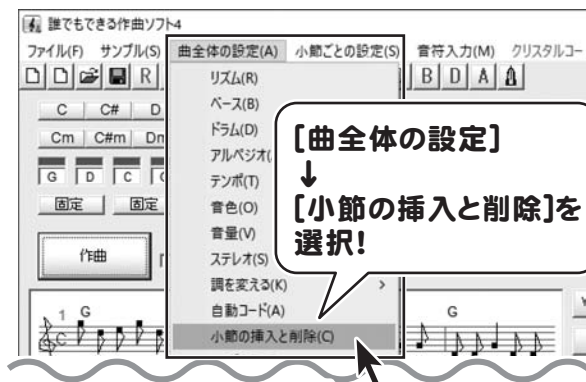 誰でもできる作曲ソフト4
ファイル(F) サンプル(S) 曲全体の設定(A) 小節ごとの設定(S) 音符入力(M) クリスタルコー
R B D A
C C# D
Cm C#m Dm
G D C
固定 固定
作曲
リズム(R)
ベース(B)
ドラム(D)
アルペジオ(
テンポ(T)
音色(O)
音量(V)
ステレオ(S)
調を変える(K) >
自動コード(A)
小節の挿入と削除(C)
[曲全体の設定]
↓
[小節の挿入と削除]を
選択!
1 G G